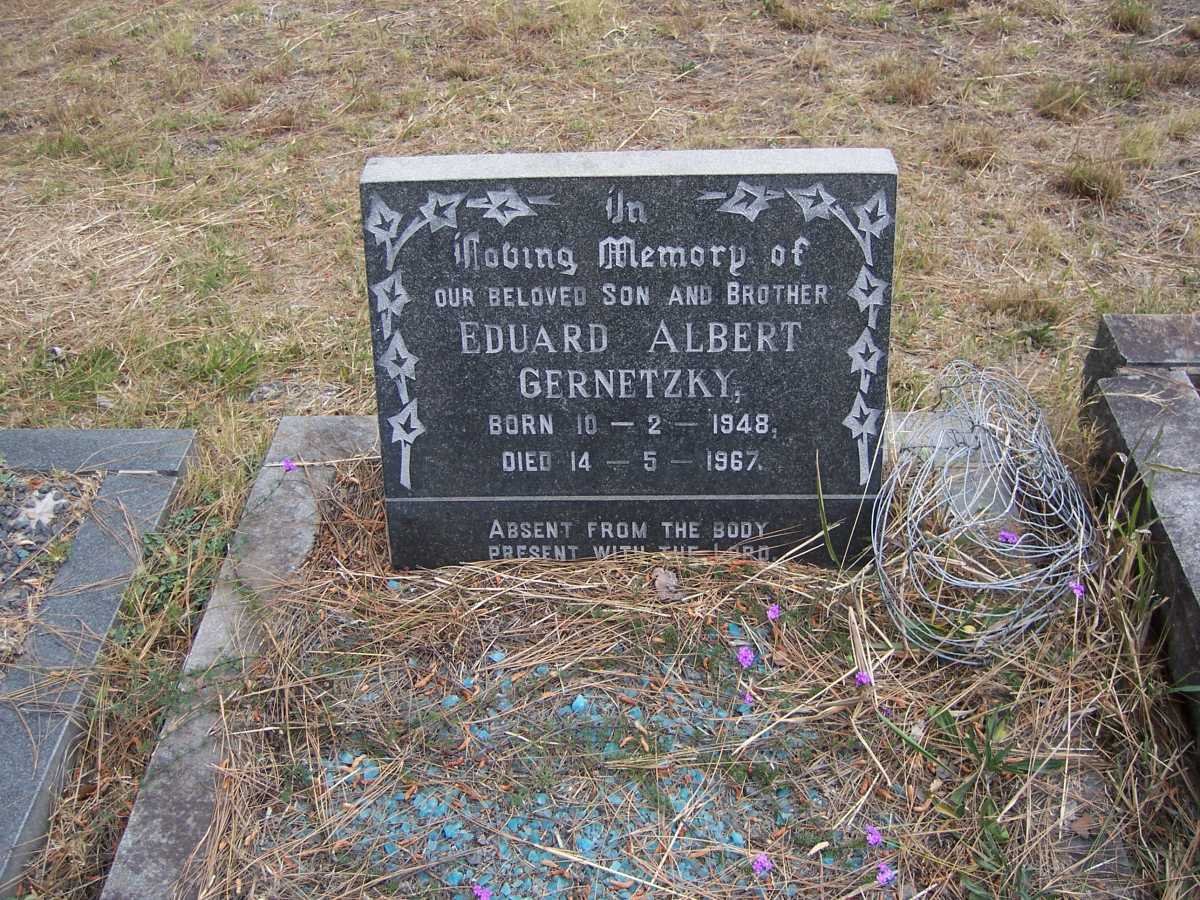 In
Loving Memory of
OUR BELOVED SON AND BROTHER
EDUARD ALBERT
GERNETZKY,
BORN 10 – 2 – 1948,
DIED 14 – 5 – 1967.
ABSENT FROM THE BODY
PRESENT WITH THE LORD